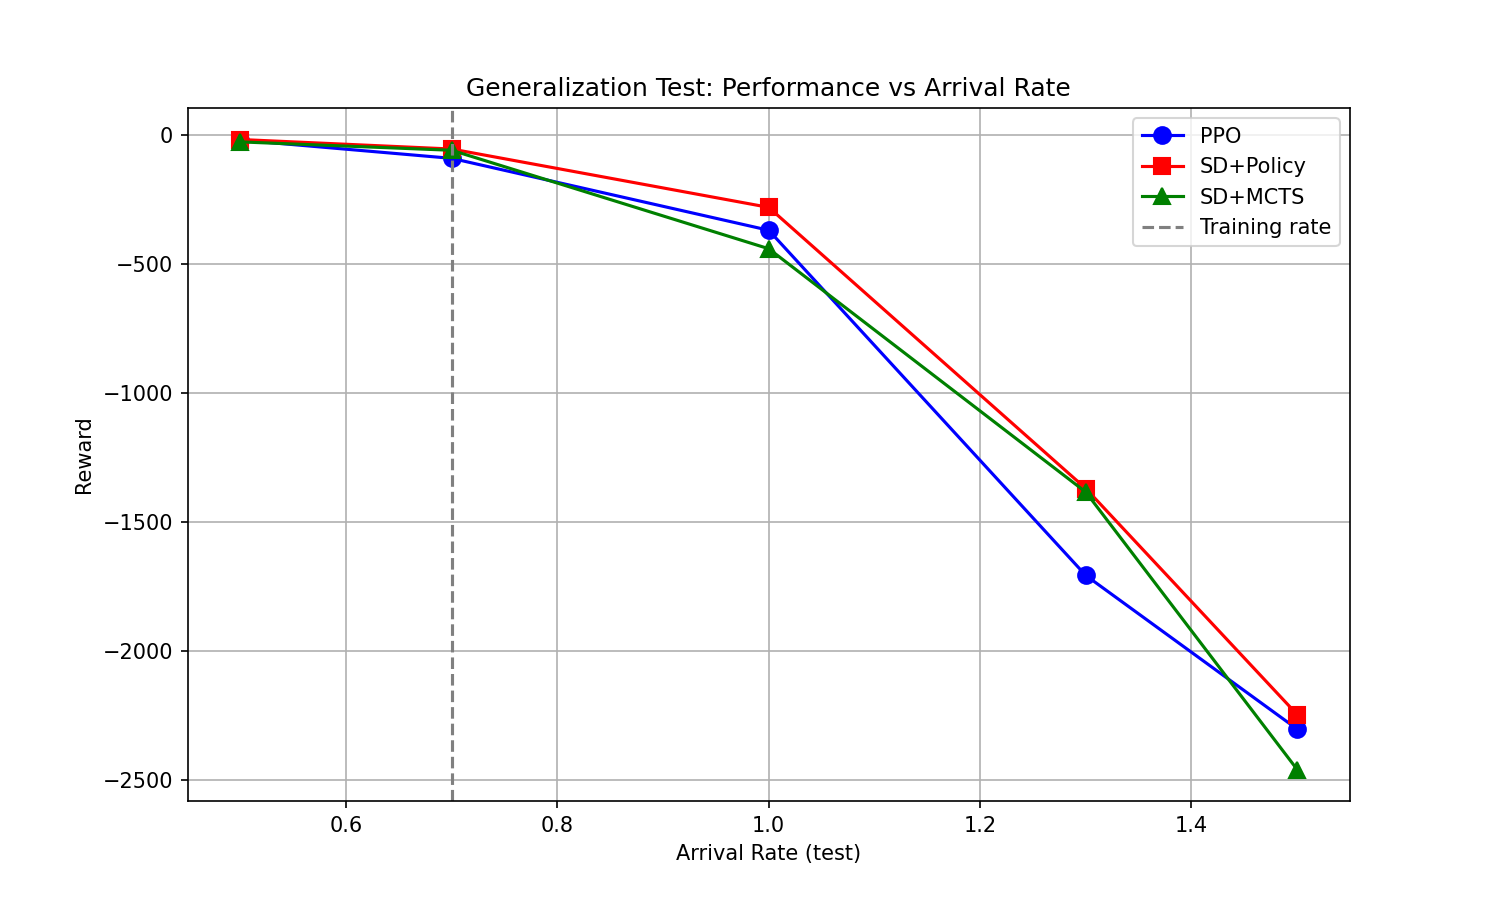 Generalization Test: Performance vs Arrival Rate
PPO
SD+Policy
SD+MCTS
Training rate
Reward
0
−500
−1000
−1500
−2000
−2500
0.6
0.8
1.0
1.2
1.4
Arrival Rate (test)